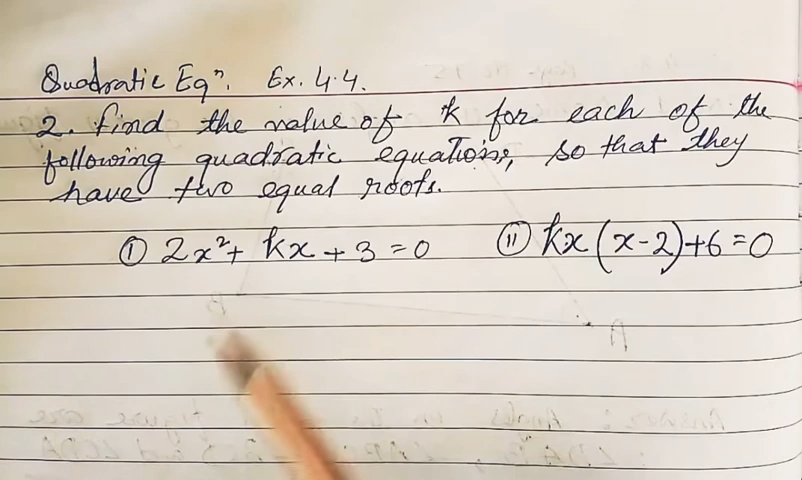 Quadratic Eqⁿ. Ex. 4.4.
2. Find the value of k for each of the
following quadratic equations, so that they
have two equal roots.
(i) 2x² + kx + 3 = 0 (ii) kx(x-2)+6=0
B
A